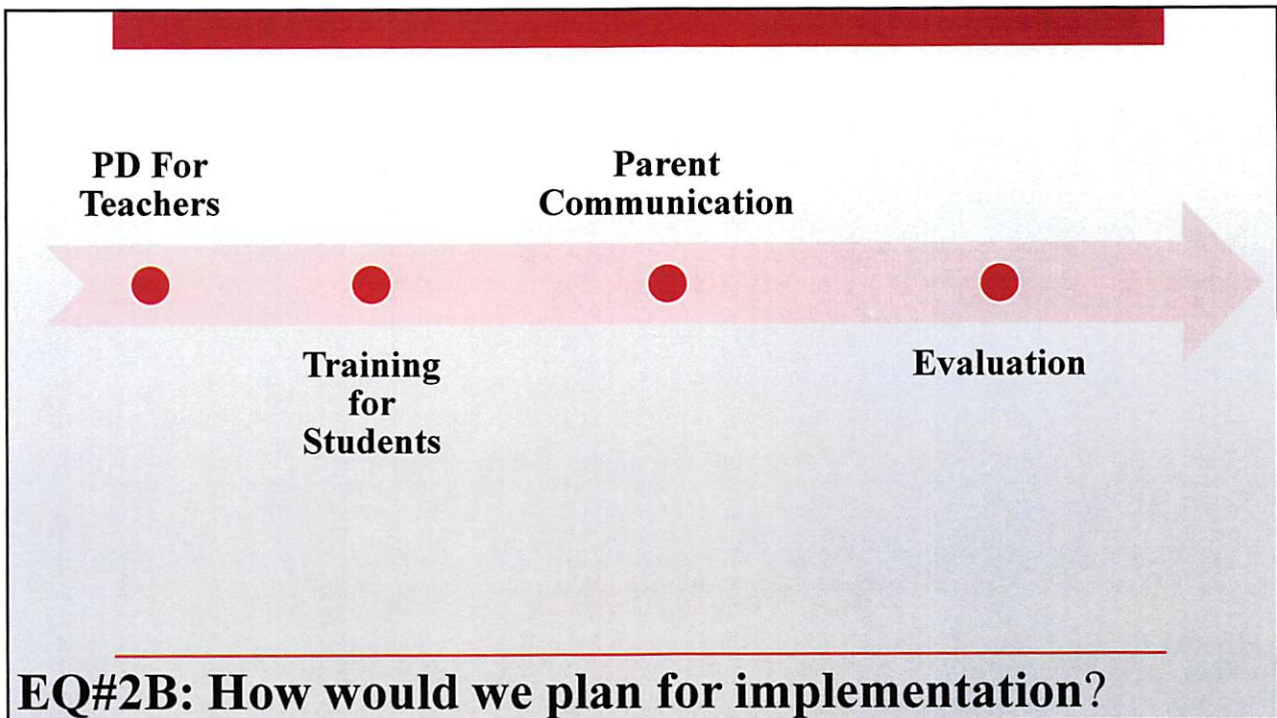 PD For
Teachers
Training
for
Students
Parent
Communication
Evaluation
EQ#2B: How would we plan for implementation?